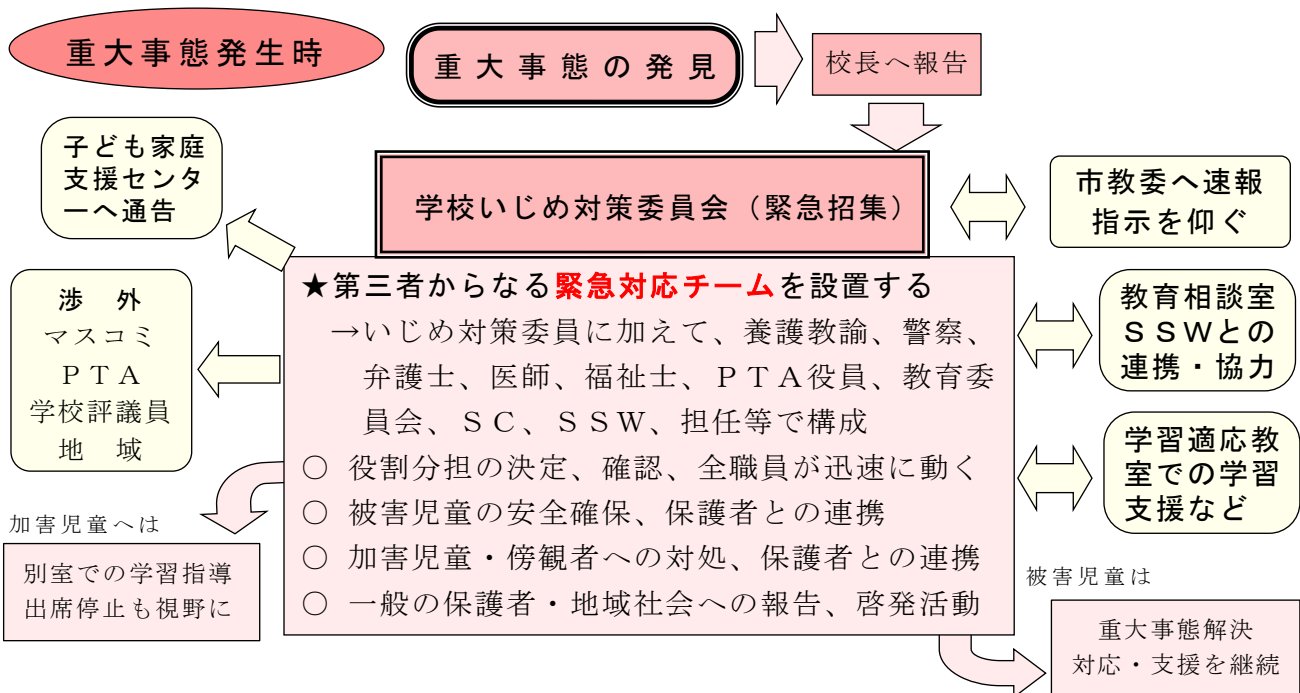 重大事態発生時
重大事態の発見
校長へ報告
子ども家庭
支援センタ
ーへ通告
学校いじめ対策委員会（緊急招集）
市教委へ速報
指示を仰ぐ
渉　外
マスコミ
ＰＴＡ
学校評議員
地　域
★第三者からなる緊急対応チームを設置する
→いじめ対策委員に加えて、養護教諭、警察、
弁護士、医師、福祉士、ＰＴＡ役員、教育委
員会、ＳＣ、ＳＳＷ、担任等で構成
○ 役割分担の決定、確認、全職員が迅速に動く
○ 被害児童の安全確保、保護者との連携
○ 加害児童・傍観者への対処、保護者との連携
○ 一般の保護者・地域社会への報告、啓発活動
教育相談室
ＳＳＷとの
連携・協力
学習適応教
室での学習
支援など
加害児童へは
別室での学習指導
出席停止も視野に
被害児童は
重大事態解決
対応・支援を継続